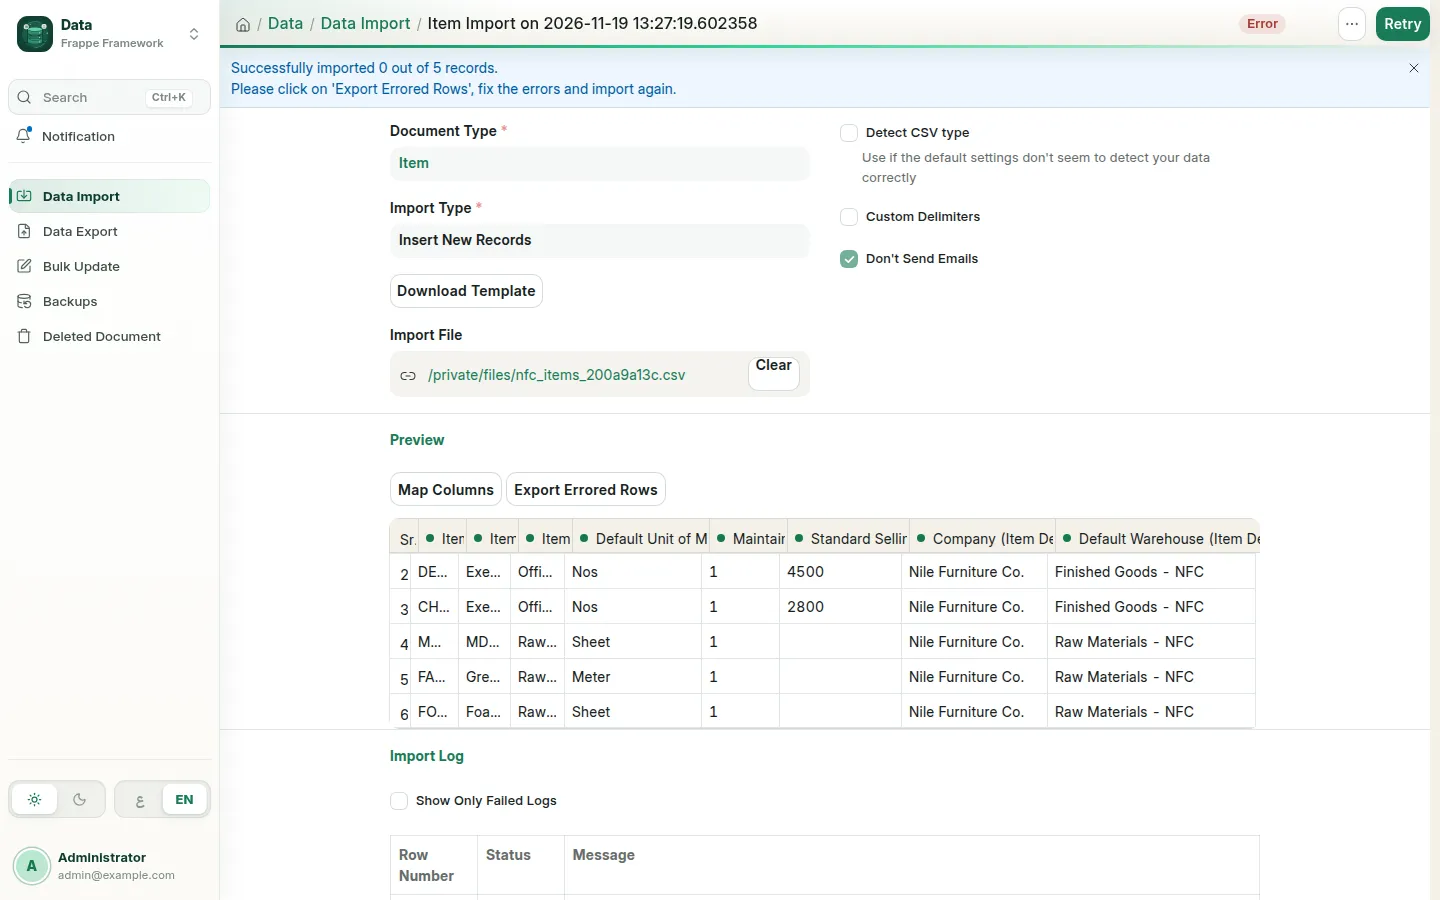 Data
Frappe Framework
Search
Ctrl+K
Notification
Data Import
Data Export
Bulk Update
Backups
Deleted Document
ع
EN
A
Administrator
admin@example.com
/ Data / Data Import / Item Import on 2026-11-19 13:27:19.602358
Error
Retry
Successfully imported 0 out of 5 records.
Please click on 'Export Errored Rows', fix the errors and import again.
Document Type *
Item
Import Type *
Insert New Records
Download Template
Import File
/private/files/nfc_items_200a9a13c.csv
Clear
Detect CSV type
Use if the default settings don't seem to detect your data
correctly
Custom Delimiters
Don't Send Emails
Preview
Map Columns
Export Errored Rows
Sr. Iter Item Item Default Unit of M Maintair Standard Sellir Company (Item De Default Warehouse (Item De
2 DE... Exe... Offi... Nos 1 4500 Nile Furniture Co. Finished Goods - NFC
3 CH... Exe... Offi... Nos 1 2800 Nile Furniture Co. Finished Goods - NFC
4 M... MD... Raw... Sheet 1 Nile Furniture Co. Raw Materials - NFC
5 FA... Gre... Raw... Meter 1 Nile Furniture Co. Raw Materials - NFC
6 FO... Foa... Raw... Sheet 1 Nile Furniture Co. Raw Materials - NFC
Import Log
Show Only Failed Logs
Row Number
Status
Message